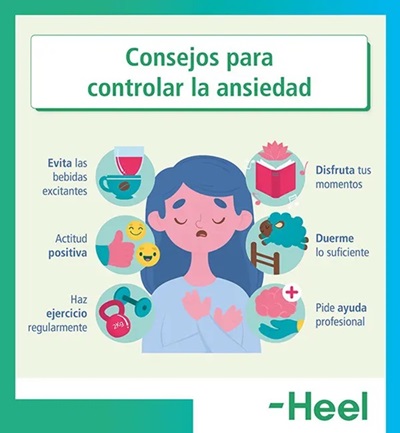 Consejos para
controlar la ansiedad
Evita las
bebidas
excitantes
Disfruta tus
momentos
Actitud
positiva
Duerme
lo suficiente
Haz
ejercicio
regularmente
2KG
Pide ayuda
profesional
-Heel